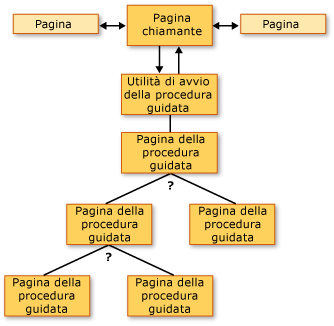 Pagina
Pagina
chiamante
Pagina
Utilità di avvio
della procedura
guidata
Pagina della
procedura
guidata
?
Pagina della
procedura
guidata
Pagina della
procedura
guidata
?
Pagina della
procedura
guidata
Pagina della
procedura
guidata